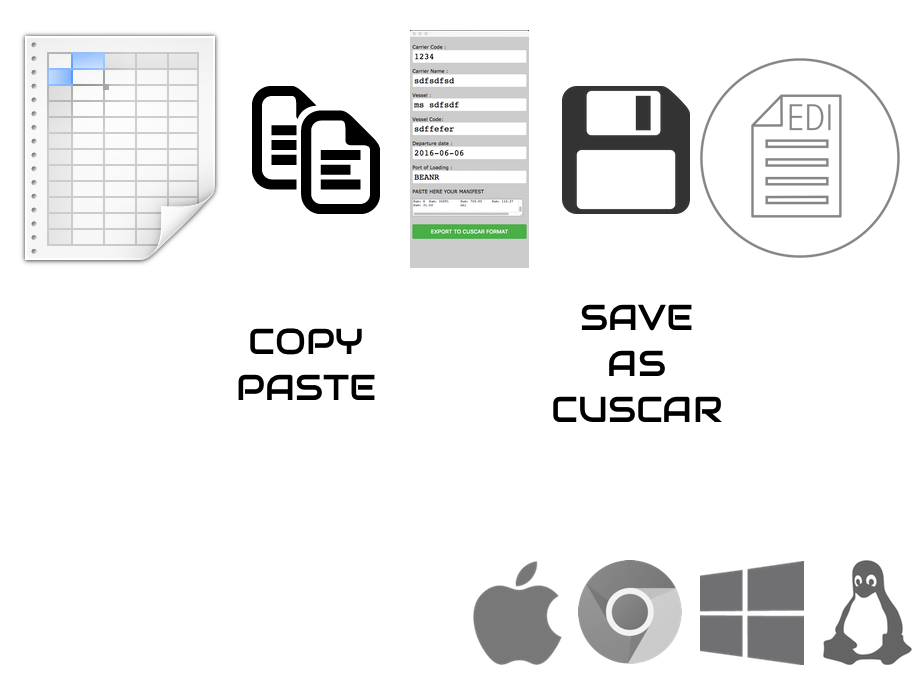 Carrier Code :
1234
Carrier Name :
sdfsdfsd
Vessel :
ms sdfsdf
Vessel Code:
sdffefer
Departure date :
2016-06-06
Port of Loading :
BEANR
PASTE HERE YOUR MANIFEST
EXPORT TO CUSCAR FORMAT
EDI
COPY
PASTE
SAVE
AS
CUSCAR